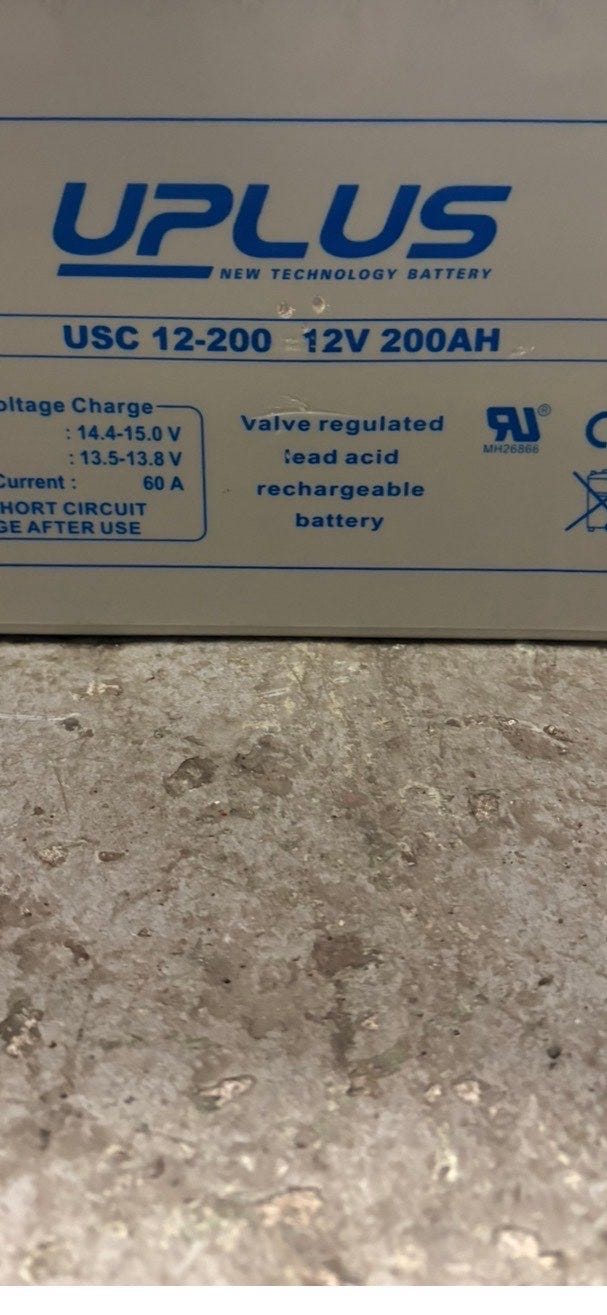 UPLUS
NEW TECHNOLOGY BATTERY
USC 12-200 12V 200AH
oltage Charge
: 14.4-15.0 V
: 13.5-13.8 V
Current : 60 A
HORT CIRCUIT
GE AFTER USE
Valve regulated
lead acid
rechargeable
battery
RU®
MH26866